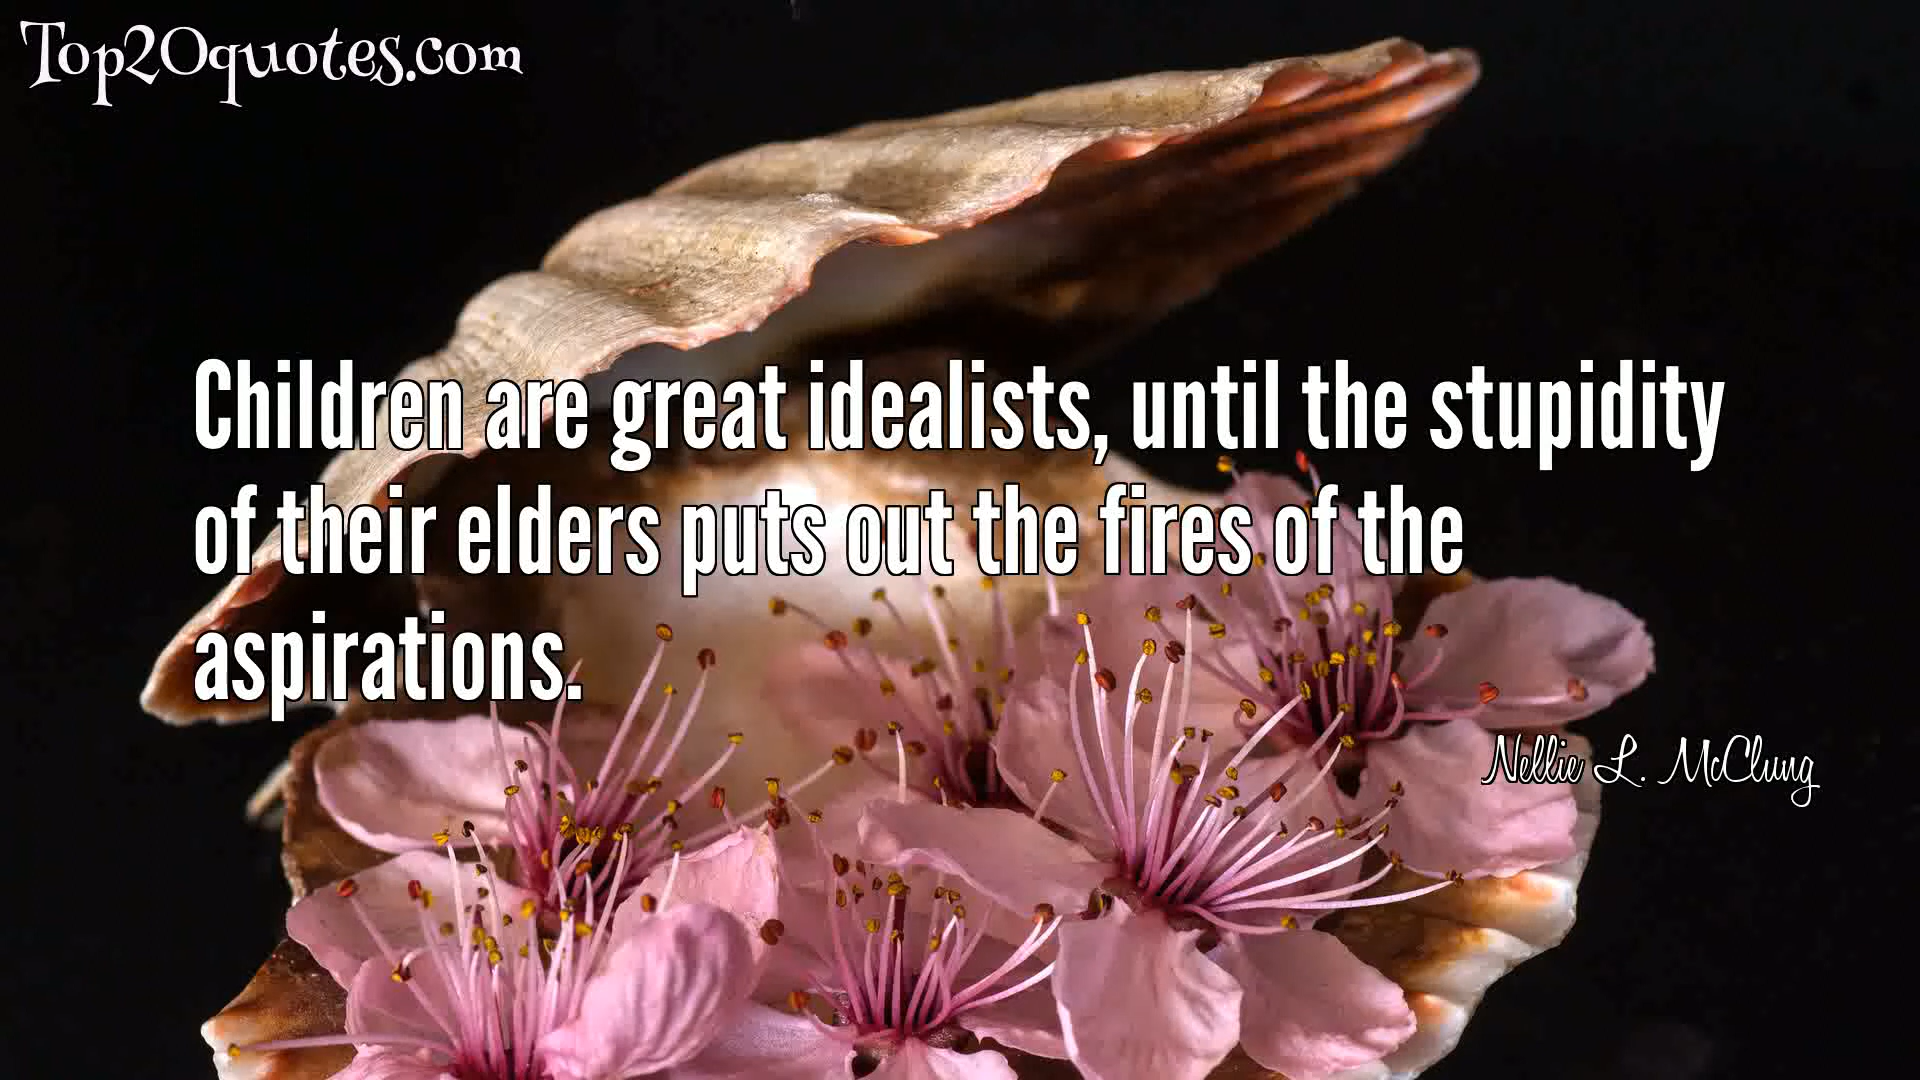 Top20quotes.com
Children are great idealists, until the stupidity
of their elders puts out the fires of the
aspirations.
Nellie L. McClung